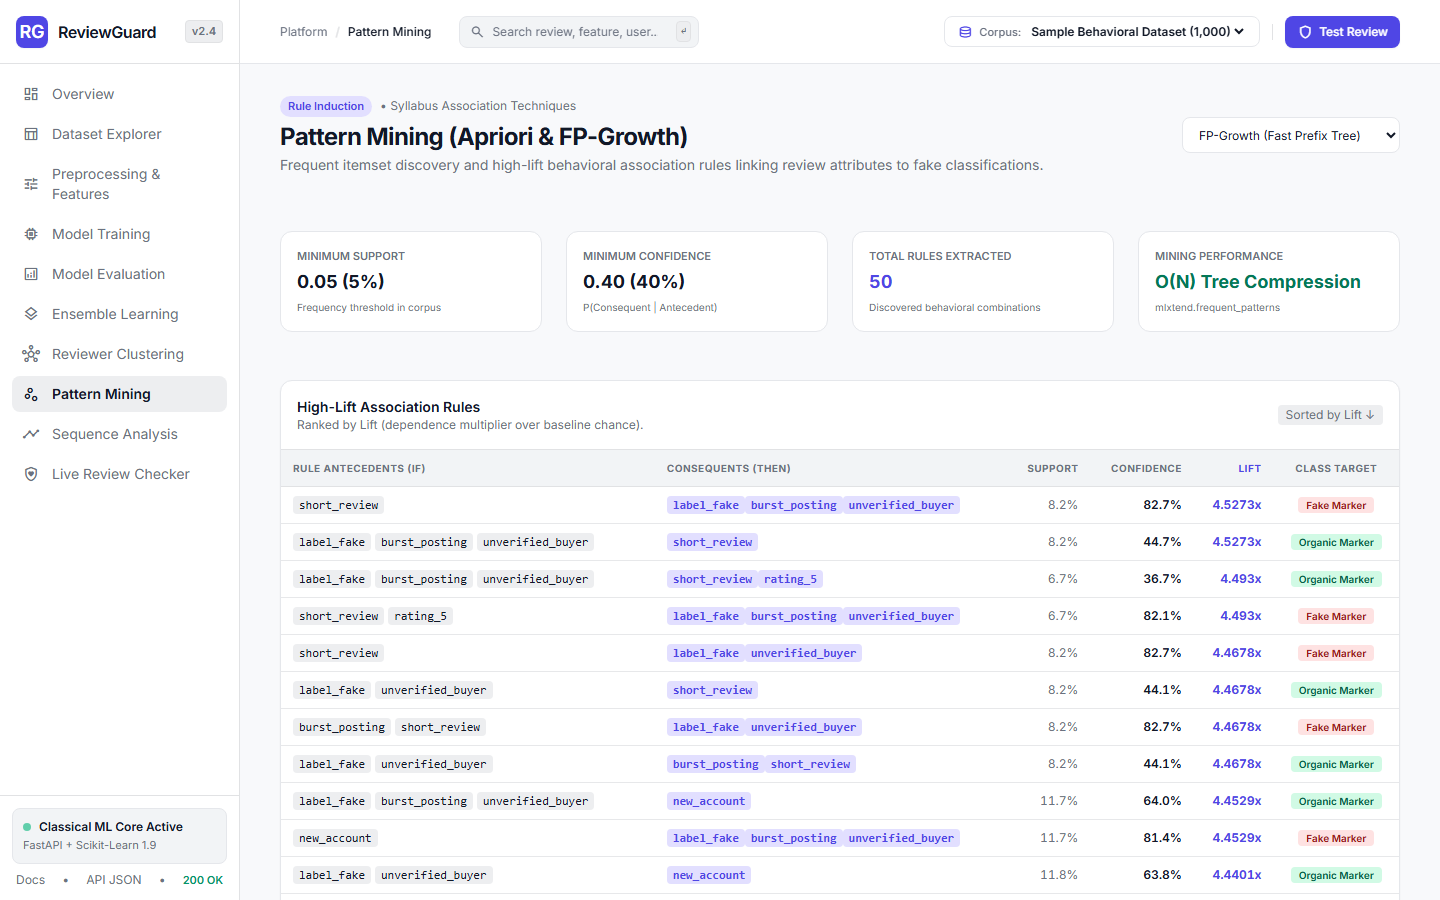 RG ReviewGuard v2.4
Platform / Pattern Mining
Search review, feature, user..
Corpus: Sample Behavioral Dataset (1,000)
Test Review
Overview
Dataset Explorer
Preprocessing &
Features
Model Training
Model Evaluation
Ensemble Learning
Reviewer Clustering
Pattern Mining
Sequence Analysis
Live Review Checker
Classical ML Core Active
FastAPI + Scikit-Learn 1.9
Docs • API JSON • 200 OK
Rule Induction • Syllabus Association Techniques
Pattern Mining (Apriori & FP-Growth)
Frequent itemset discovery and high-lift behavioral association rules linking review attributes to fake classifications.
FP-Growth (Fast Prefix Tree)
MINIMUM SUPPORT
0.05 (5%)
Frequency threshold in corpus
MINIMUM CONFIDENCE
0.40 (40%)
P(Consequent | Antecedent)
TOTAL RULES EXTRACTED
50
Discovered behavioral combinations
MINING PERFORMANCE
O(N) Tree Compression
mlxtend.frequent_patterns
High-Lift Association Rules
Ranked by Lift (dependence multiplier over baseline chance).
Sorted by Lift ↓
RULE ANTECEDENTS (IF) CONSEQUENTS (THEN) SUPPORT CONFIDENCE LIFT CLASS TARGET
short_review label_fake burst_posting unverified_buyer 8.2% 82.7% 4.5273x Fake Marker
label_fake burst_posting unverified_buyer short_review 8.2% 44.7% 4.5273x Organic Marker
label_fake burst_posting unverified_buyer short_review rating_5 6.7% 36.7% 4.493x Organic Marker
short_review rating_5 label_fake burst_posting unverified_buyer 6.7% 82.1% 4.493x Fake Marker
short_review label_fake unverified_buyer 8.2% 82.7% 4.4678x Fake Marker
label_fake unverified_buyer short_review 8.2% 44.1% 4.4678x Organic Marker
burst_posting short_review label_fake unverified_buyer 8.2% 82.7% 4.4678x Fake Marker
label_fake unverified_buyer burst_posting short_review 8.2% 44.1% 4.4678x Organic Marker
label_fake burst_posting unverified_buyer new_account 11.7% 64.0% 4.4529x Organic Marker
new_account label_fake burst_posting unverified_buyer 11.7% 81.4% 4.4529x Fake Marker
label_fake unverified_buyer new_account 11.8% 63.8% 4.4401x Organic Marker